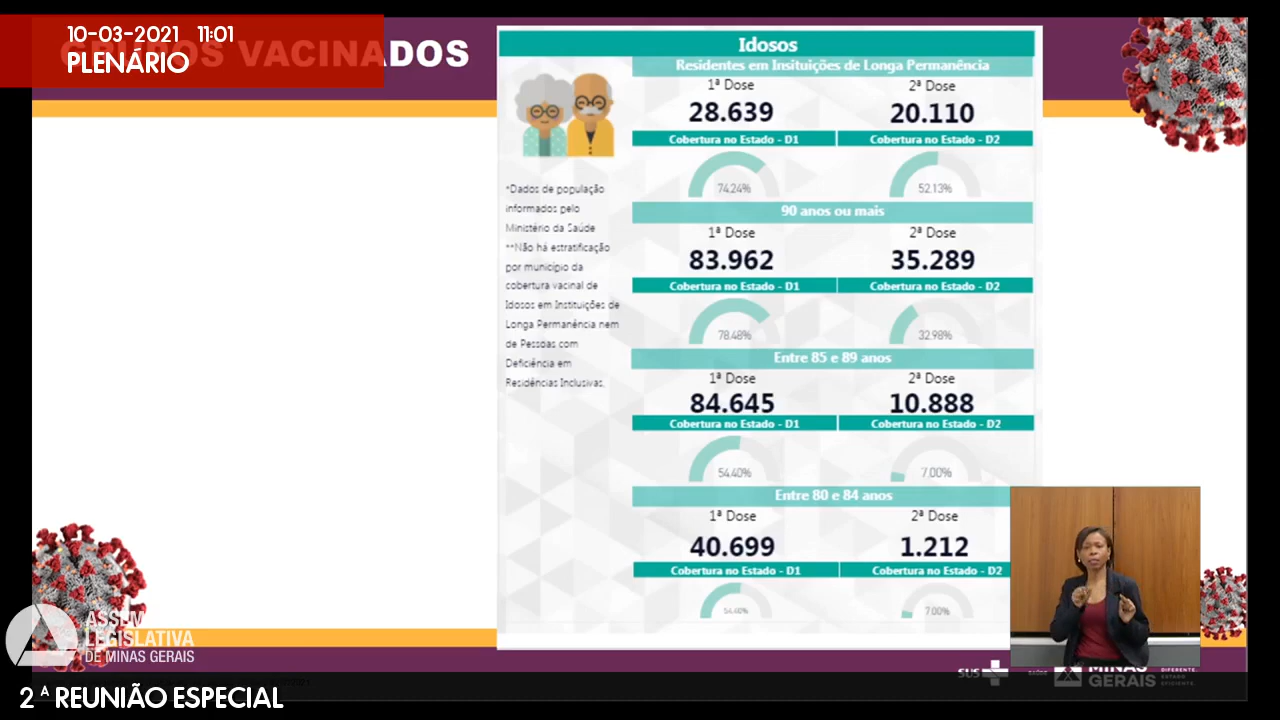 10-03-2021 11:01
PLENÁRIO
GRUPOS VACINADOS
Idosos
Residentes em Insituições de Longa Permanência
1ª Dose 2ª Dose
28.639 20.110
Cobertura no Estado - D1 Cobertura no Estado - D2
74.24% 52.13%
90 anos ou mais
1ª Dose 2ª Dose
83.962 35.289
Cobertura no Estado - D1 Cobertura no Estado - D2
78.48% 32.98%
Entre 85 e 89 anos
1ª Dose 2ª Dose
84.645 10.888
Cobertura no Estado - D1 Cobertura no Estado - D2
54.40% 7.00%
Entre 80 e 84 anos
1ª Dose 2ª Dose
40.699 1.212
Cobertura no Estado - D1 Cobertura no Estado - D2
54.40% 7.00%
*Dados de população
informados pelo
Ministério da Saúde
**Não há estratificação
por município da
cobertura vacinal de
Idosos em Instituições de
Longa Permanência nem
de Pessoas com
Deficiência em
Residências Inclusivas.
ASSEM
LEGISLATIVA
DE MINAS GERAIS
SUS
MINAS
GERAIS
DIFERENTE.
ESTADO
EFICIENTE.
2ª REUNIÃO ESPECIAL